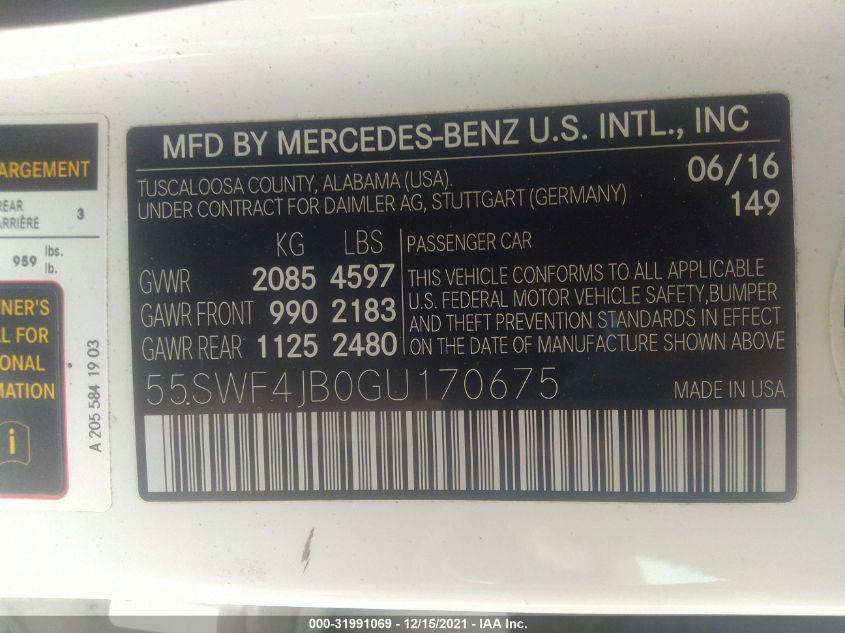 ARGEMENT
REAR
ARRIÈRE 3
959 lbs.
lb.
WNER'S
L FOR
IONAL
MATION
i
A 205 584 19 03
MFD BY MERCEDES-BENZ U.S. INTL., INC
TUSCALOOSA COUNTY, ALABAMA (USA). 06/16
UNDER CONTRACT FOR DAIMLER AG, STUTTGART (GERMANY) 149
KG LBS PASSENGER CAR
GVWR 2085 4597 THIS VEHICLE CONFORMS TO ALL APPLICABLE
GAWR FRONT 990 2183 U.S. FEDERAL MOTOR VEHICLE SAFETY, BUMPER
AND THEFT PREVENTION STANDARDS IN EFFECT
GAWR REAR 1125 2480 ON THE DATE OF MANUFACTURE SHOWN ABOVE
55SWF4JB0GU170675 MADE IN USA
000-31991069 - 12/15/2021 - IAA Inc.